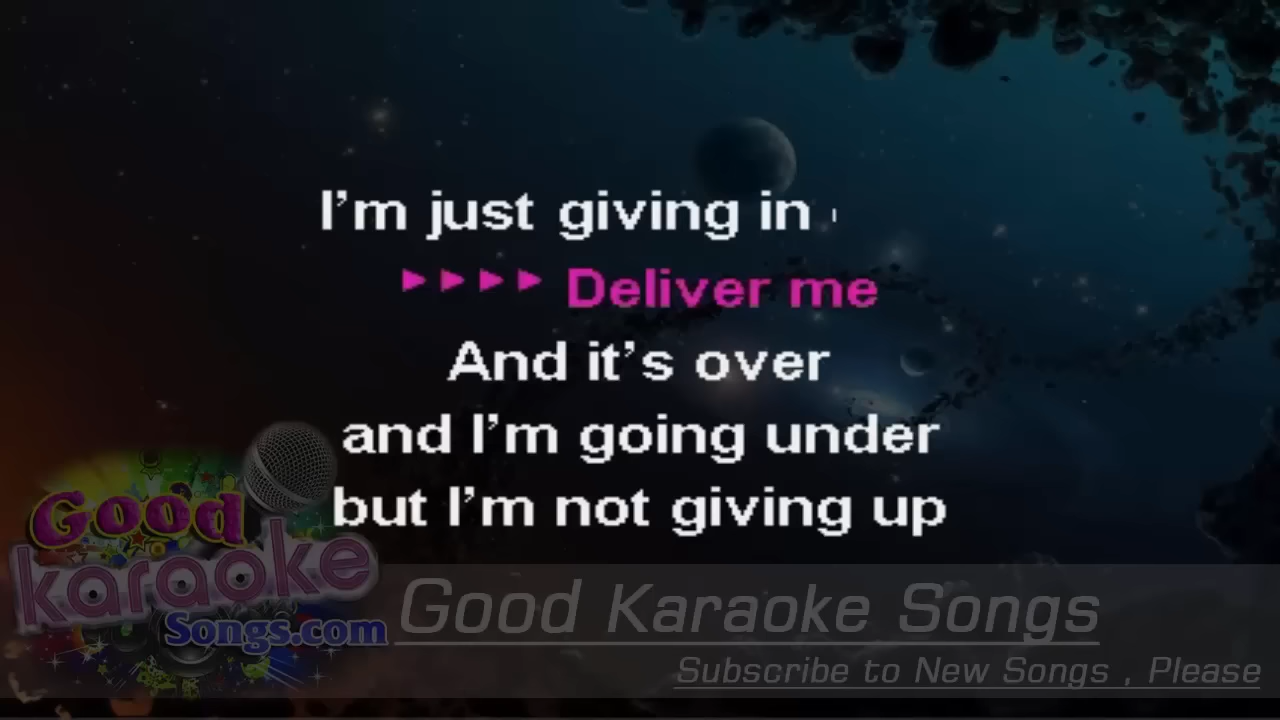 I'm just giving in
Deliver me
And it's over
and I'm going under
but I'm not giving up
Good
karaoke
Songs.com
Good Karaoke Songs
Subscribe to New Songs , Please